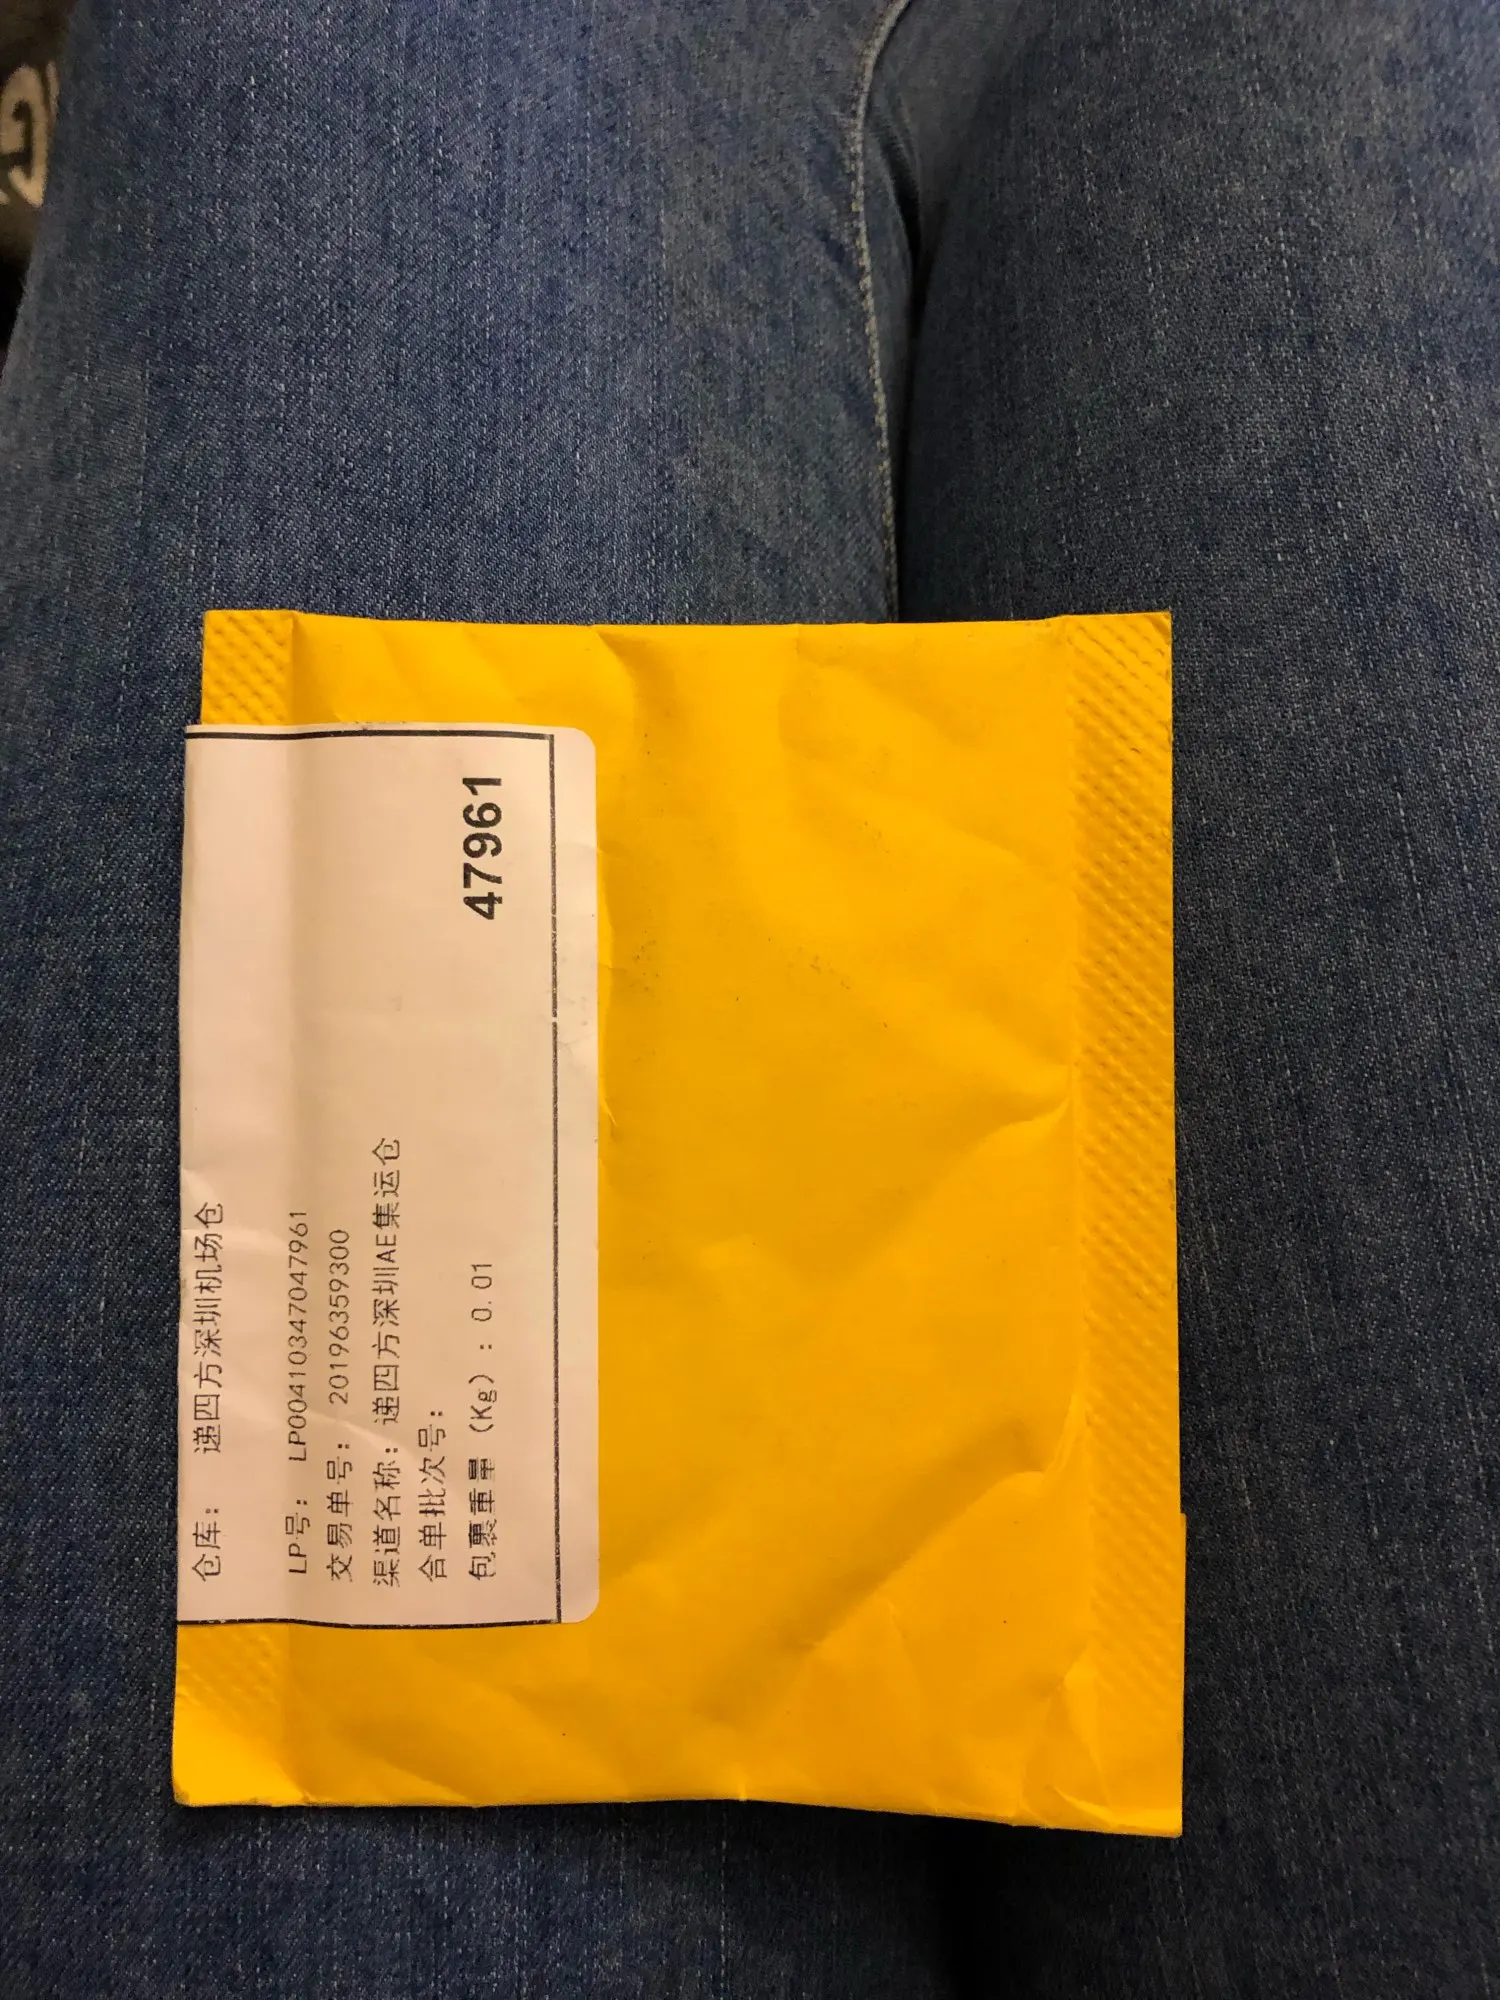 仓库： 递四方深圳机场仓
LP号： LP00410347047961
交易单号： 20196359300
渠道名称：递四方深圳AE集运仓
合单批次号：
包裹重量（Kg）：0.01
47961